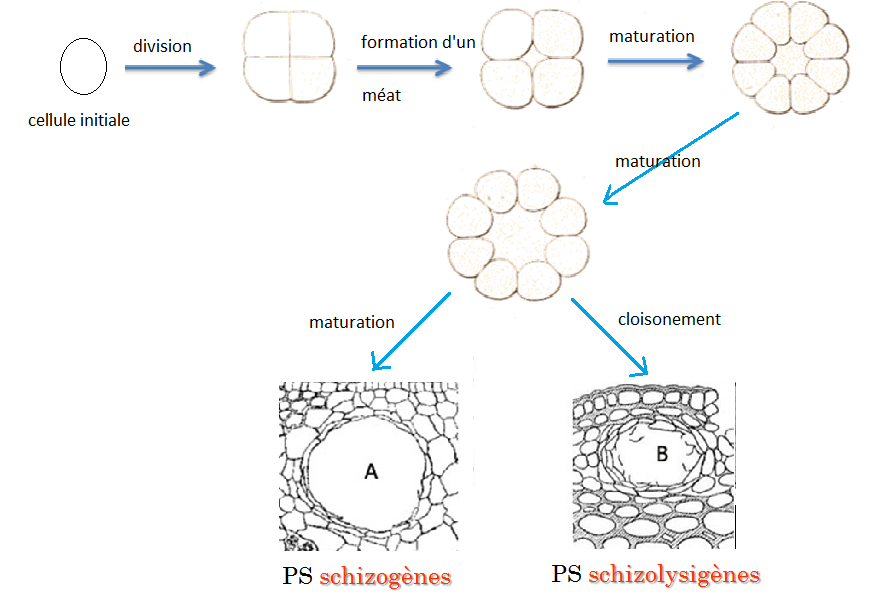 division
formation d'un
maturation
méat
cellule initiale
maturation
maturation
cloisonement
A
B
PS schizogènes
PS schizolysigènes